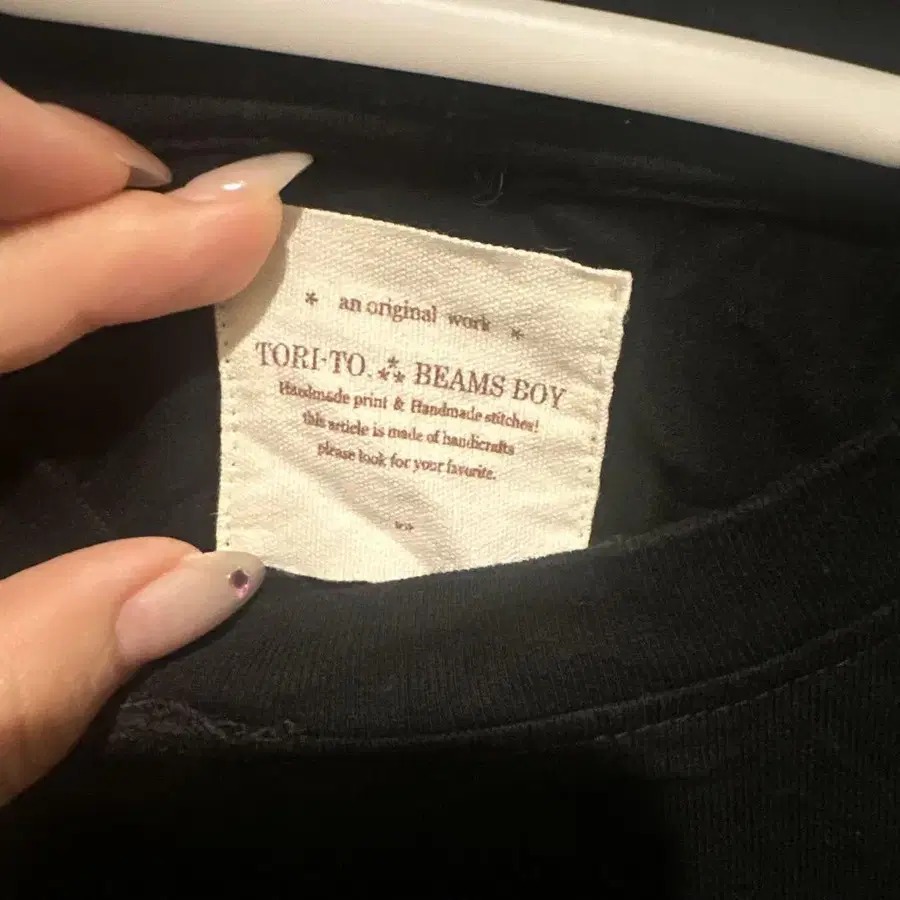 * an original work *
TORI-TO. ⁂ BEAMS BOY
Handmade print & Handmade stitches!
this article is made of handicrafts
please look for your favorite.
**